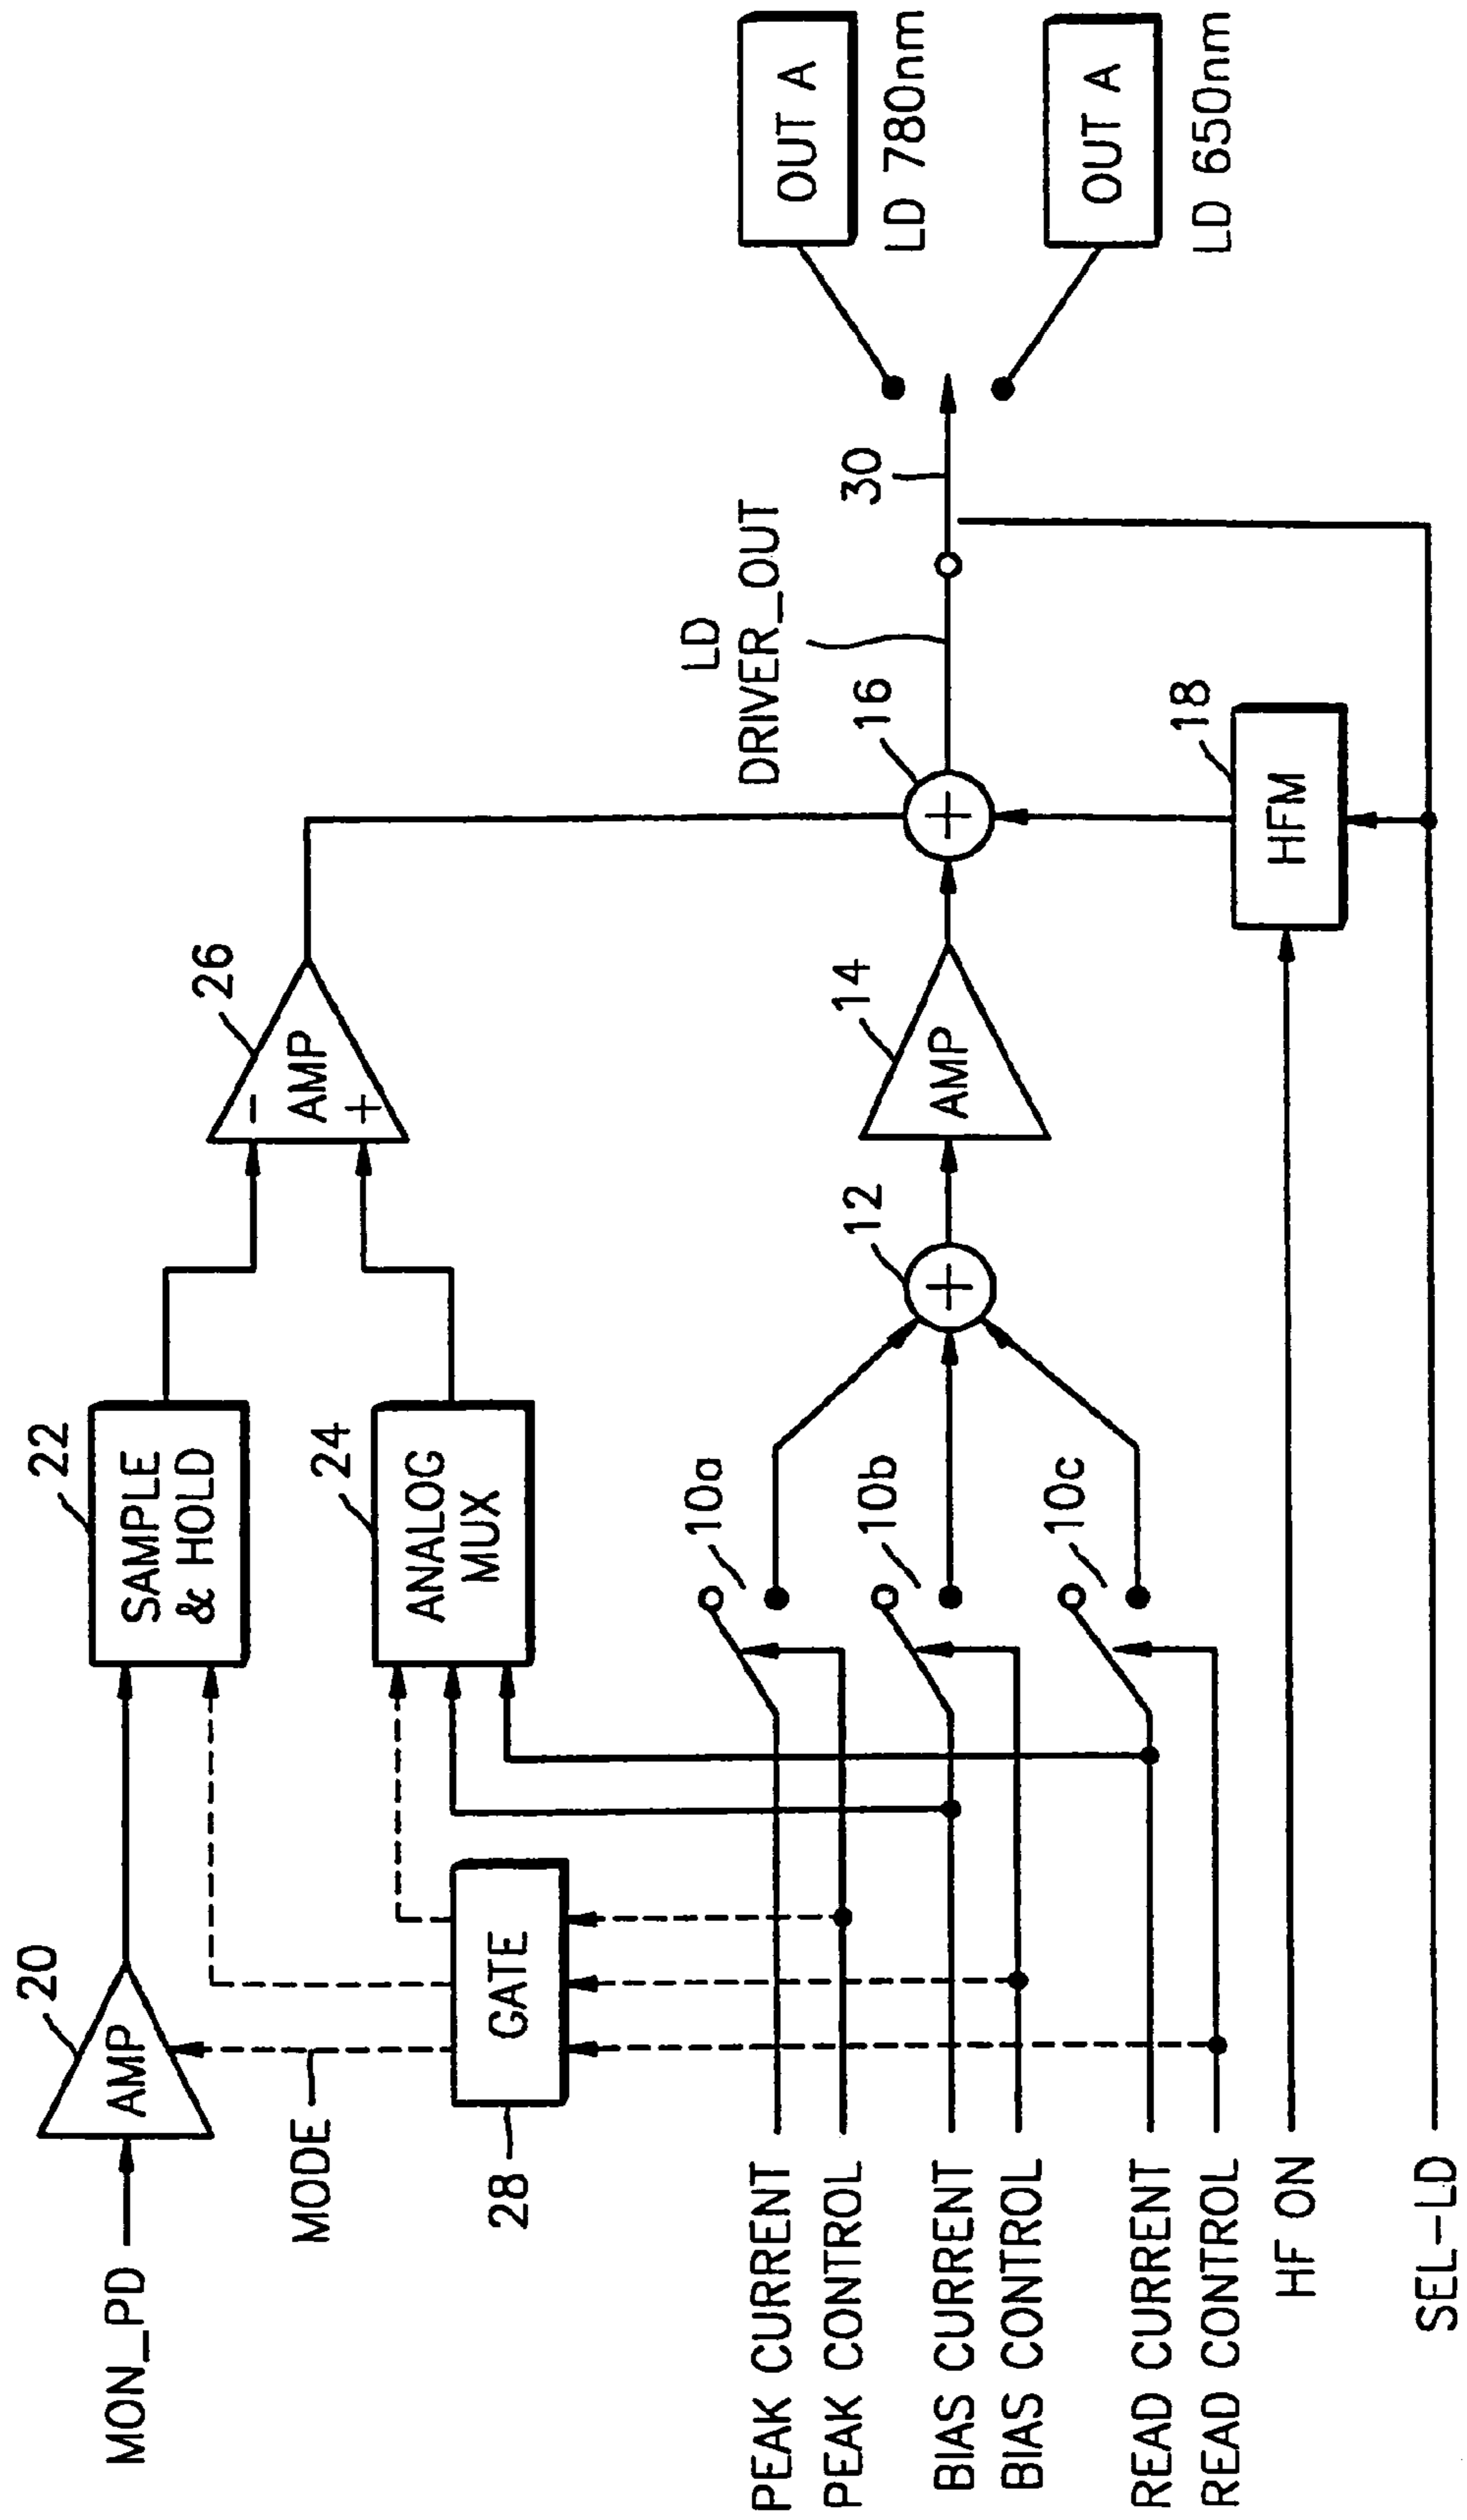 MON_PD
20
AMP
MODE
28
GATE
22
SAMPLE
& HOLD
24
ANALOG
MUX
26
-
AMP
+
PEAK CURRENT
PEAK CONTROL
BIAS CURRENT
BIAS CONTROL
READ CURRENT
READ CONTROL
HF ON
SEL-LD
10a
10b
10c
12
+
14
AMP
16
+
18
HFM
LD
DRIVER_OUT
30
OUT A
LD 780nm
OUT A
LD 650nm